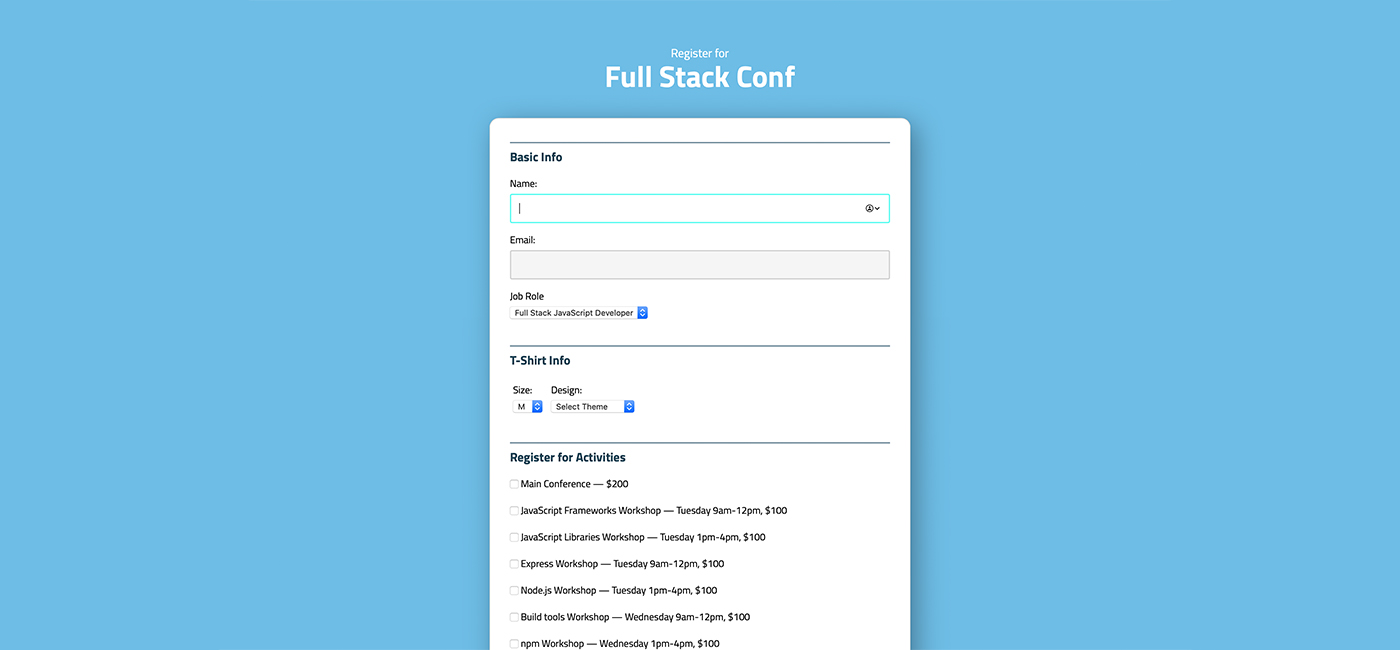 Register for
Full Stack Conf
Basic Info
Name:
Email:
Job Role
Full Stack JavaScript Developer
T-Shirt Info
Size: Design:
M Select Theme
Register for Activities
Main Conference — $200
JavaScript Frameworks Workshop — Tuesday 9am-12pm, $100
JavaScript Libraries Workshop — Tuesday 1pm-4pm, $100
Express Workshop — Tuesday 9am-12pm, $100
Node.js Workshop — Tuesday 1pm-4pm, $100
Build tools Workshop — Wednesday 9am-12pm, $100
npm Workshop — Wednesday 1pm-4pm, $100